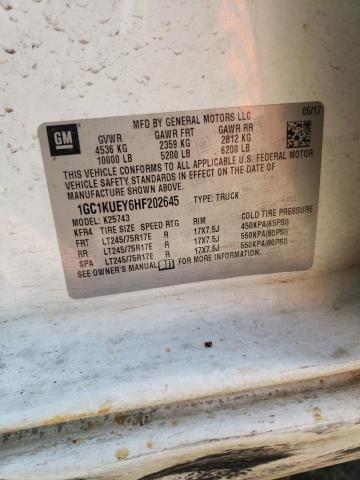 GM
MFD BY GENERAL MOTORS LLC
05/17
GVWR GAWR FRT GAWR RR
4536 KG 2359 KG 2812 KG
10000 LB 5200 LB 6200 LB
THIS VEHICLE CONFORMS TO ALL APPLICABLE U.S. FEDERAL MOTOR
VEHICLE SAFETY STANDARDS IN EFFECT ON THE DATE OF
MANUFACTURE SHOWN ABOVE.
1GC1KUEY6HF202645 TYPE: TRUCK
MODEL: K25743
KFR4 TIRE SIZE SPEED RTG RIM COLD TIRE PRESSURE
FRT LT245/75R17E R 17X7.5J 450KPA(65PSI)
RR LT245/75R17E R 17X7.5J 550KPA(80PSI)
SPA LT245/75R17E R 17X7.5J 550KPA(80PSI)
SEE OWNER'S MANUAL FOR MORE INFORMATION.